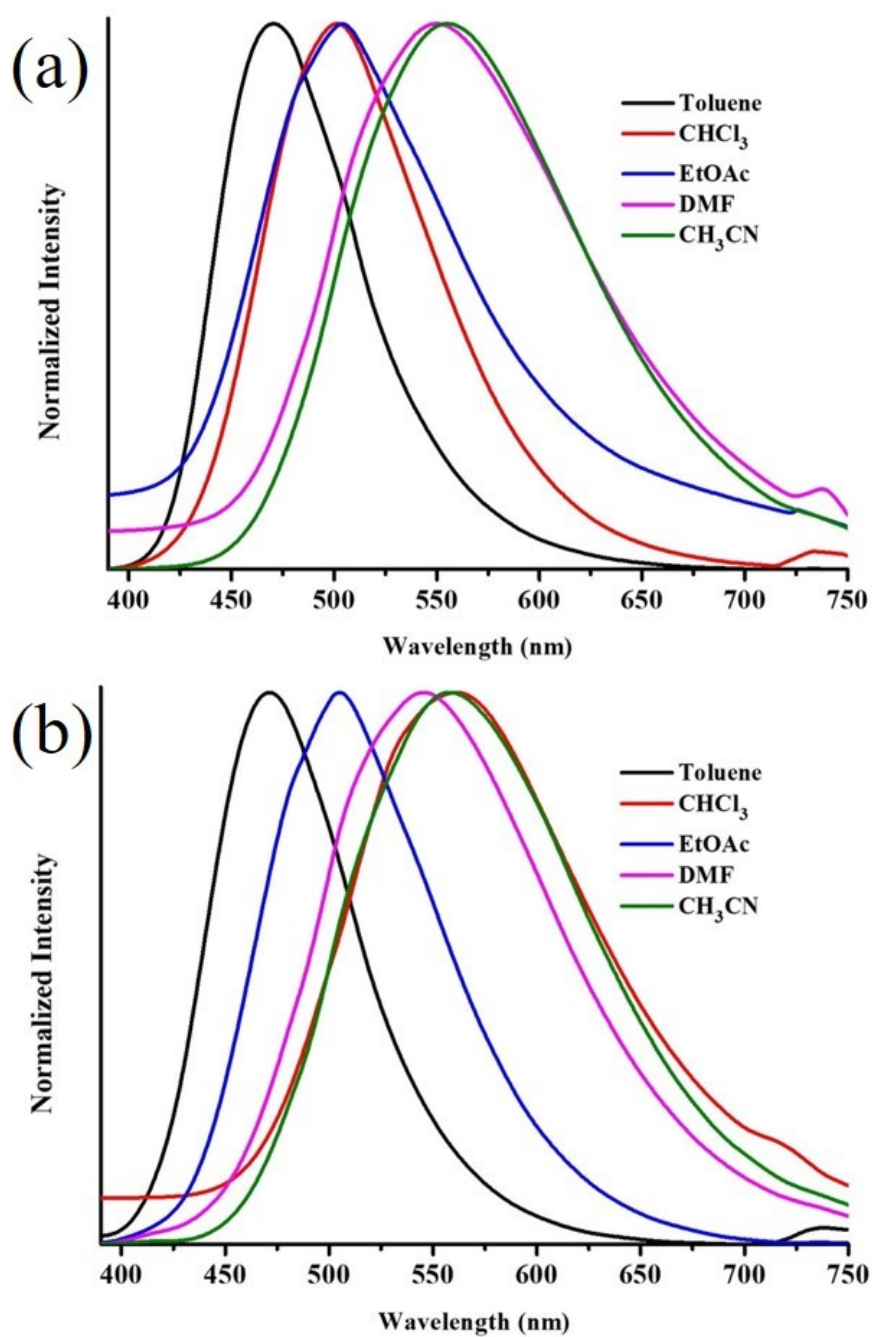 (a)
Toluene
CHCl₃
EtOAc
DMF
CH₃CN
Normalized Intensity
400 450 500 550 600 650 700 750
Wavelength (nm)
(b)
Toluene
CHCl₃
EtOAc
DMF
CH₃CN
Normalized Intensity
400 450 500 550 600 650 700 750
Wavelength (nm)